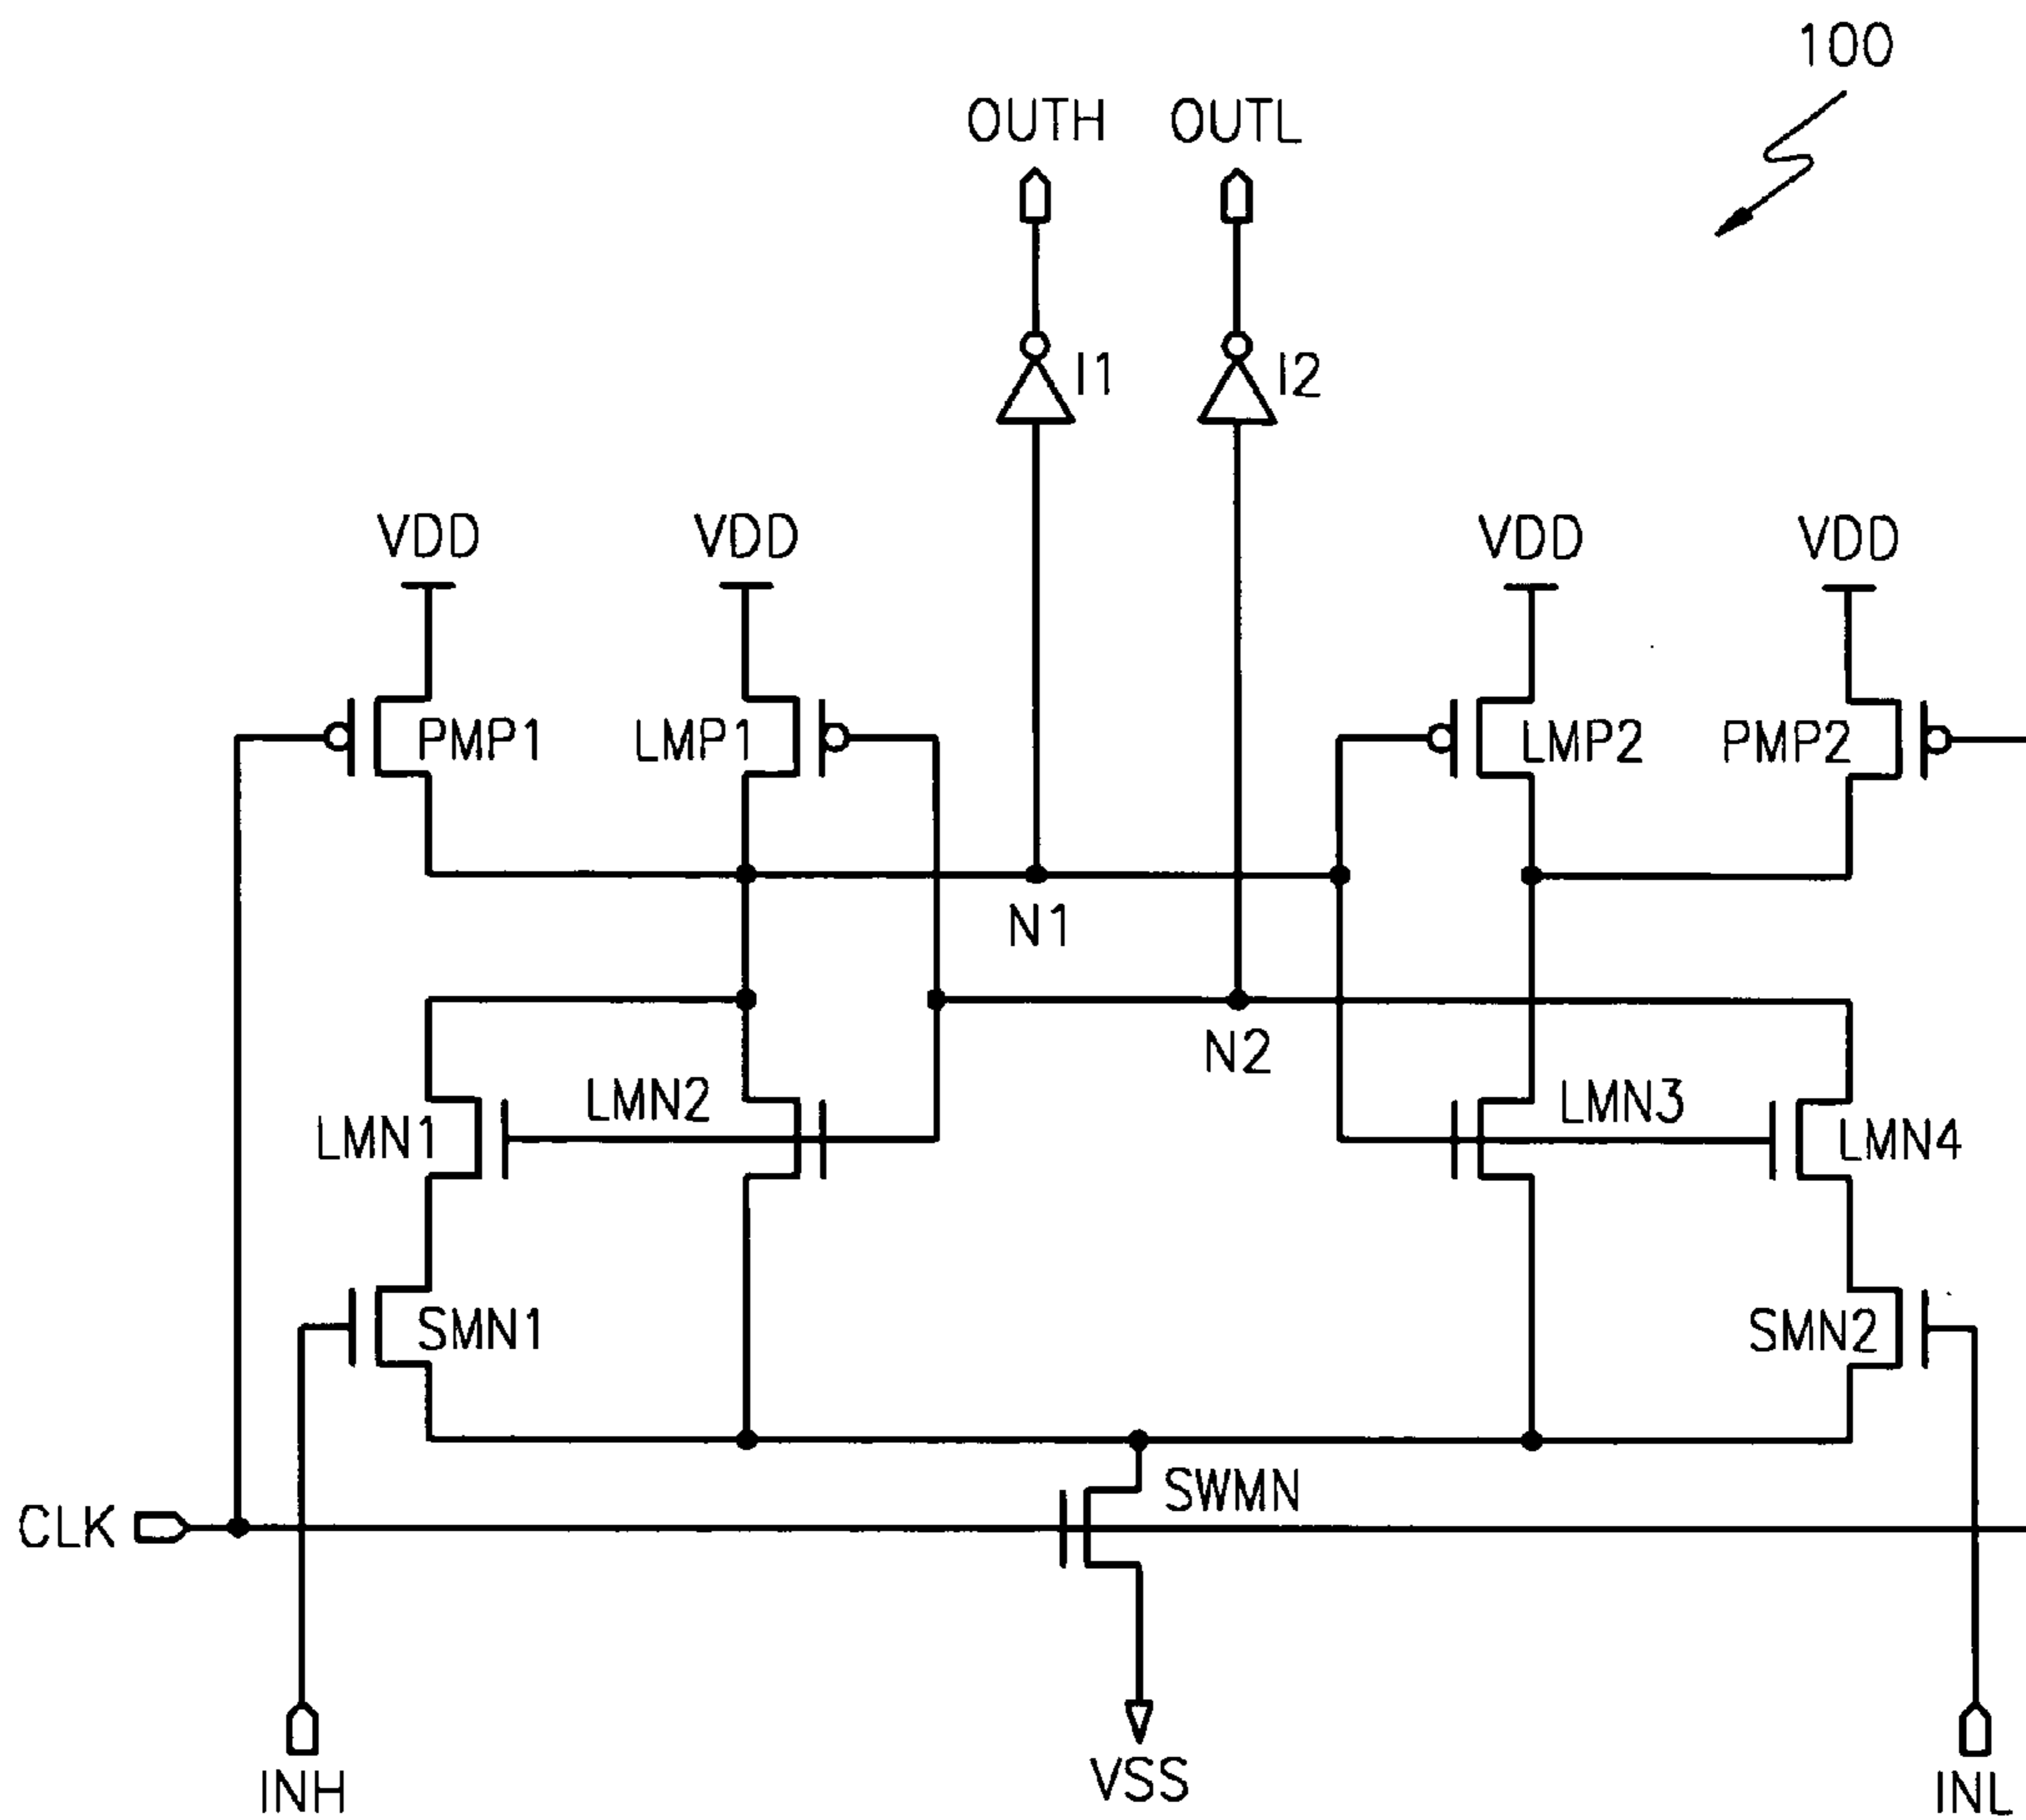 100
OUTH OUTL
I1 I2
VDD VDD VDD VDD
PMP1 LMP1 LMP2 PMP2
N1
N2
LMN1 LMN2 LMN3 LMN4
SMN1 SMN2
SWMN
CLK
INH VSS INL